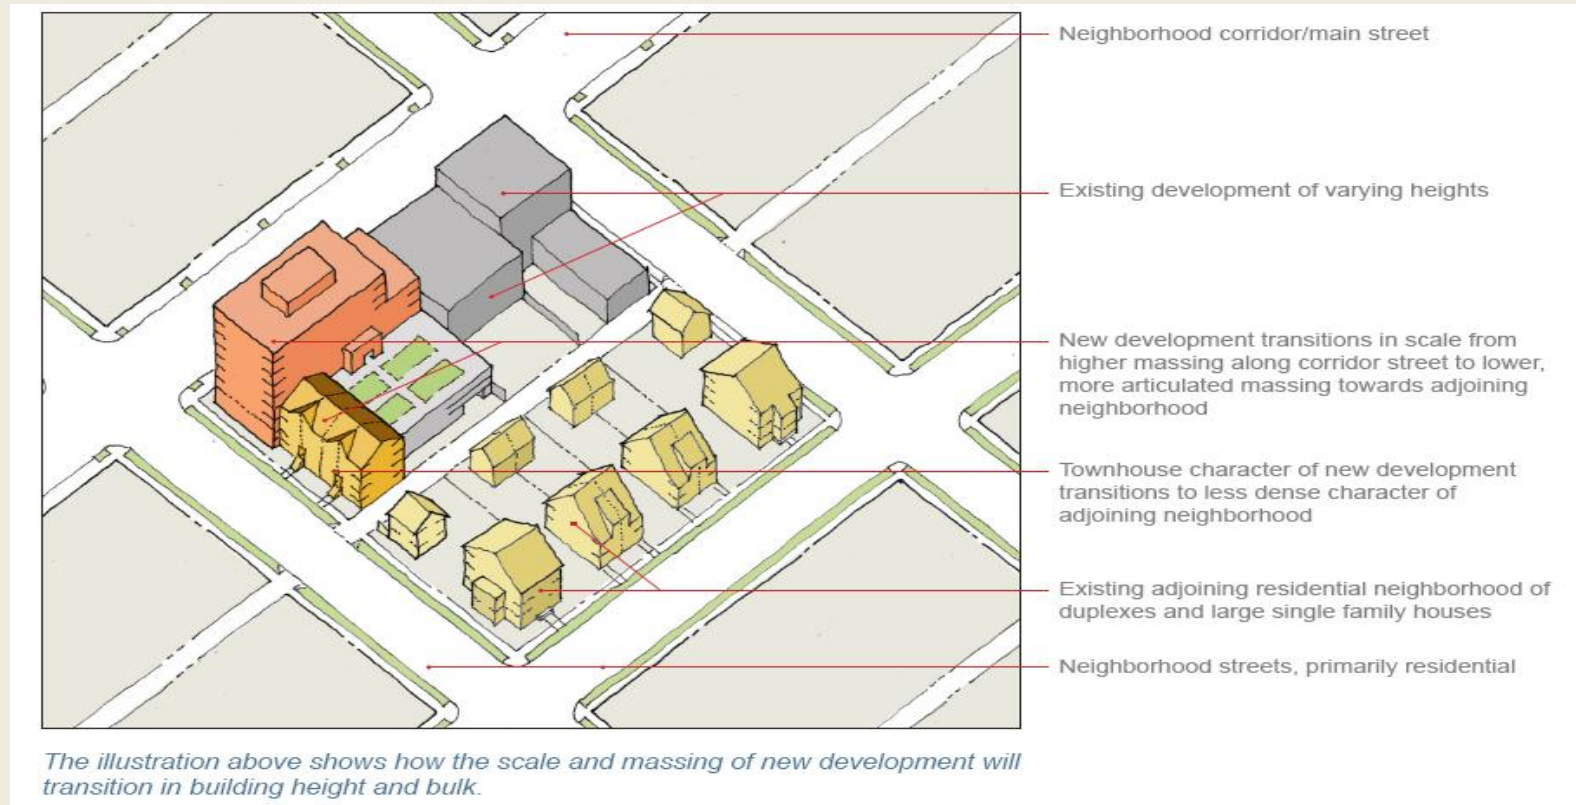 Neighborhood corridor/main street
Existing development of varying heights
New development transitions in scale from
higher massing along corridor street to lower,
more articulated massing towards adjoining
neighborhood
Townhouse character of new development
transitions to less dense character of
adjoining neighborhood
Existing adjoining residential neighborhood of
duplexes and large single family houses
Neighborhood streets, primarily residential
The illustration above shows how the scale and massing of new development will
transition in building height and bulk.